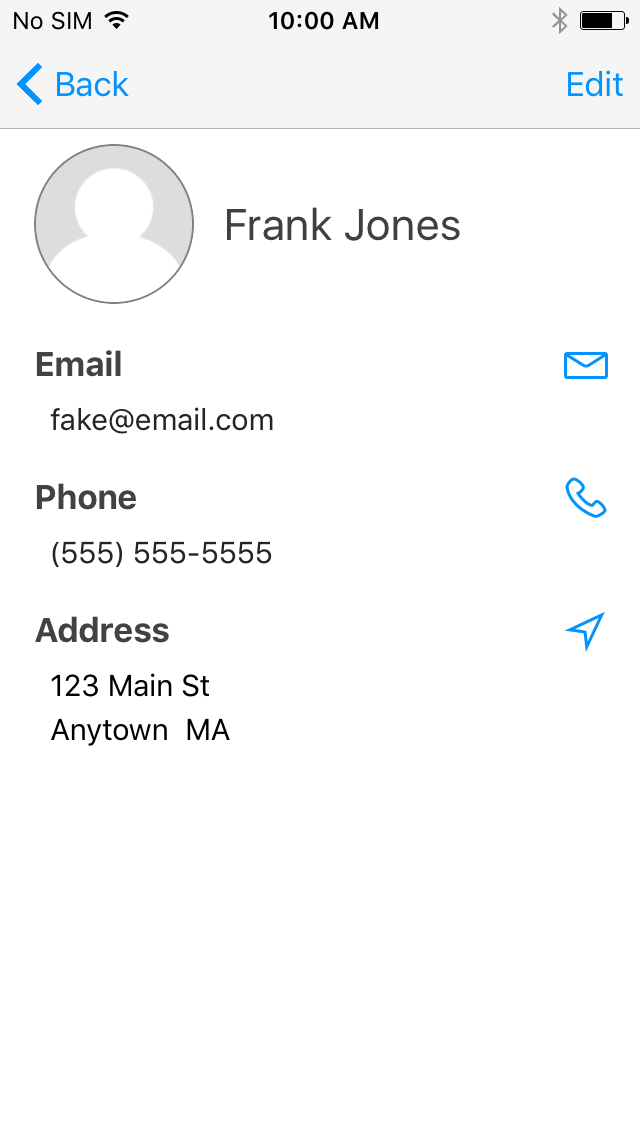 No SIM 10:00 AM
Back Edit
Frank Jones
Email
fake@email.com
Phone
(555) 555-5555
Address
123 Main St
Anytown  MA